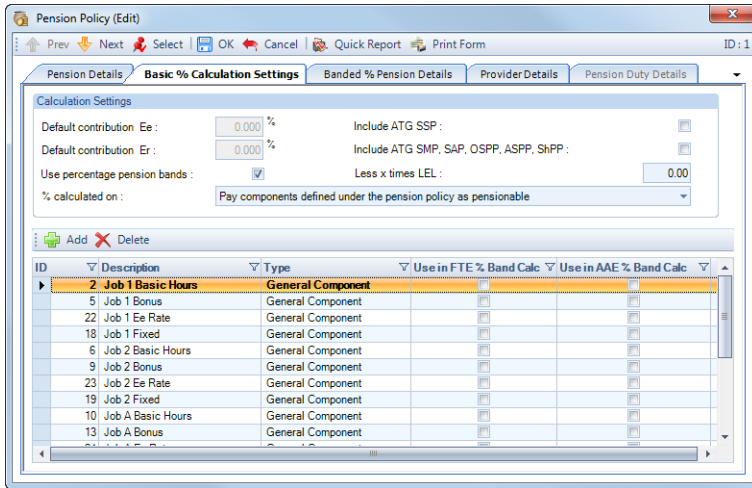 Pension Policy (Edit)
Prev Next Select OK Cancel Quick Report Print Form ID : 1
Pension Details Basic % Calculation Settings Banded % Pension Details Provider Details Pension Duty Details
Calculation Settings
Default contribution Ee : 0.000 % Include ATG SSP :
Default contribution Er : 0.000 % Include ATG SMP, SAP, OSPP, ASPP, ShPP :
Use percentage pension bands : Less x times LEL : 0.00
% calculated on : Pay components defined under the pension policy as pensionable
Add Delete
ID Description Type Use in FTE % Band Calc Use in AAE % Band Calc
2 Job 1 Basic Hours General Component
5 Job 1 Bonus General Component
22 Job 1 Ee Rate General Component
18 Job 1 Fixed General Component
6 Job 2 Basic Hours General Component
9 Job 2 Bonus General Component
23 Job 2 Ee Rate General Component
19 Job 2 Fixed General Component
10 Job A Basic Hours General Component
13 Job A Bonus General Component